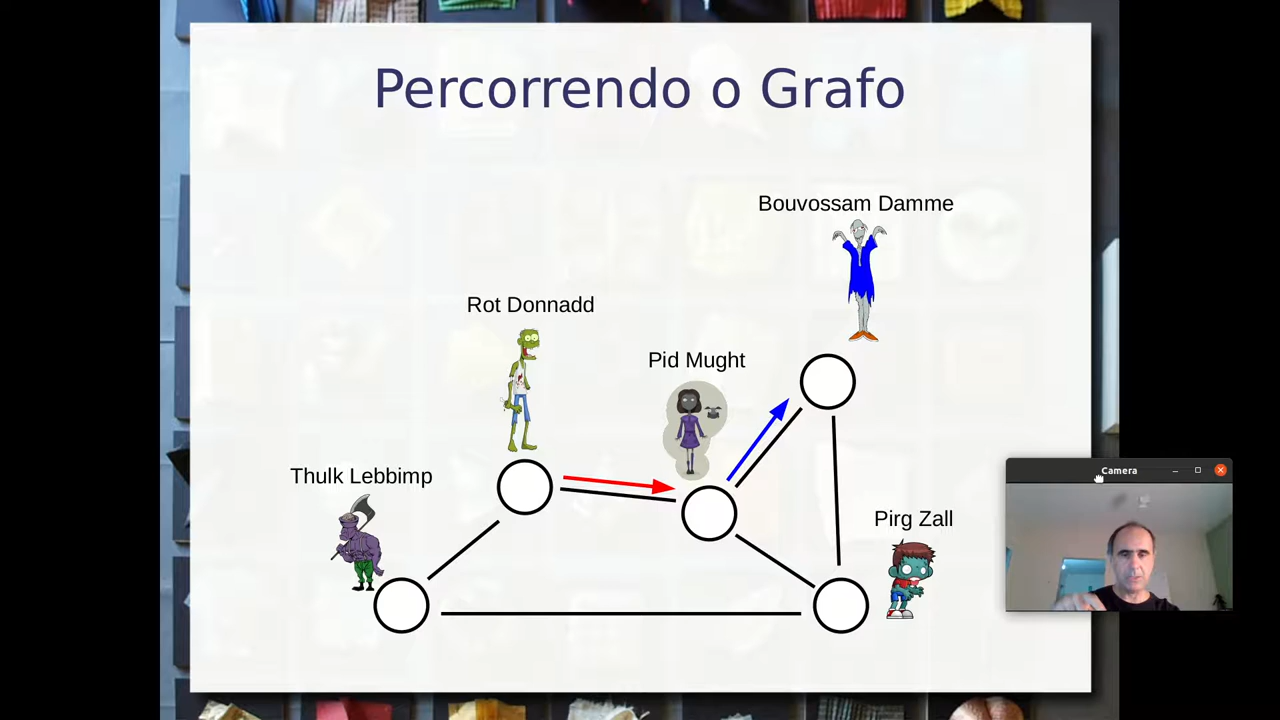 Percorrendo o Grafo
Bouvossam Damme
Rot Donnadd
Pid Mught
Thulk Lebbimp
Camera
Pirg Zall